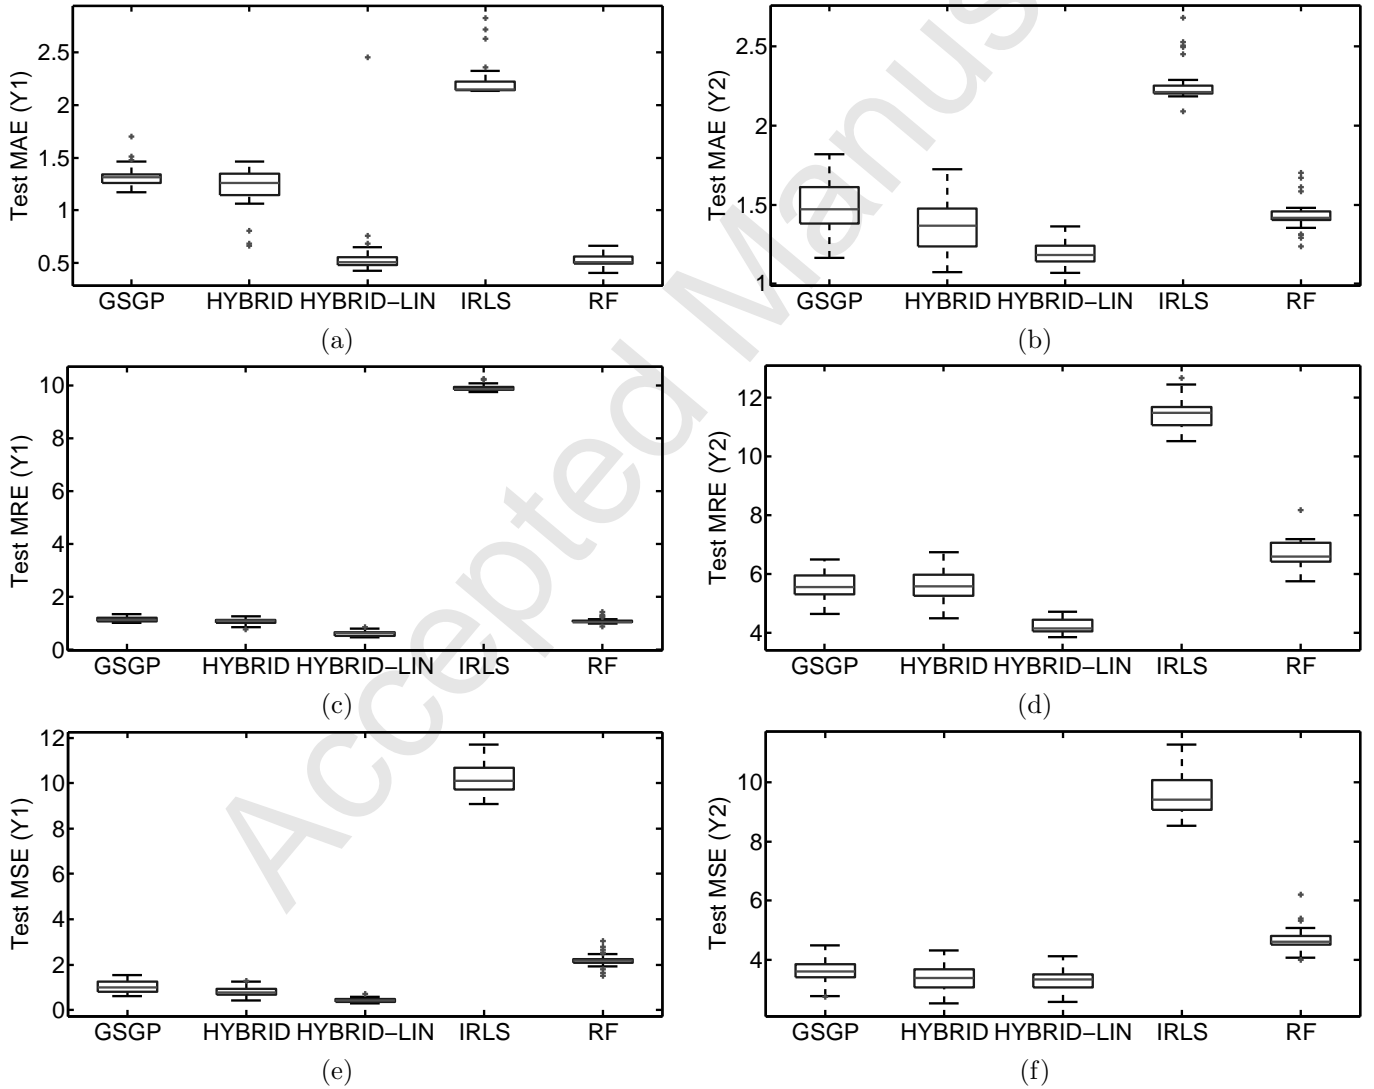 Test MAE (Y1)
2.5
2
1.5
1
0.5
GSGP HYBRID HYBRID−LIN IRLS RF
(a)
Test MAE (Y2)
2.5
2
1.5
1
GSGP HYBRID HYBRID−LIN IRLS RF
(b)
Test MRE (Y1)
10
8
6
4
2
0
GSGP HYBRID HYBRID−LIN IRLS RF
(c)
Test MRE (Y2)
12
10
8
6
4
GSGP HYBRID HYBRID−LIN IRLS RF
(d)
Test MSE (Y1)
12
10
8
6
4
2
0
GSGP HYBRID HYBRID−LIN IRLS RF
(e)
Test MSE (Y2)
10
8
6
4
GSGP HYBRID HYBRID−LIN IRLS RF
(f)
Accepted Manus